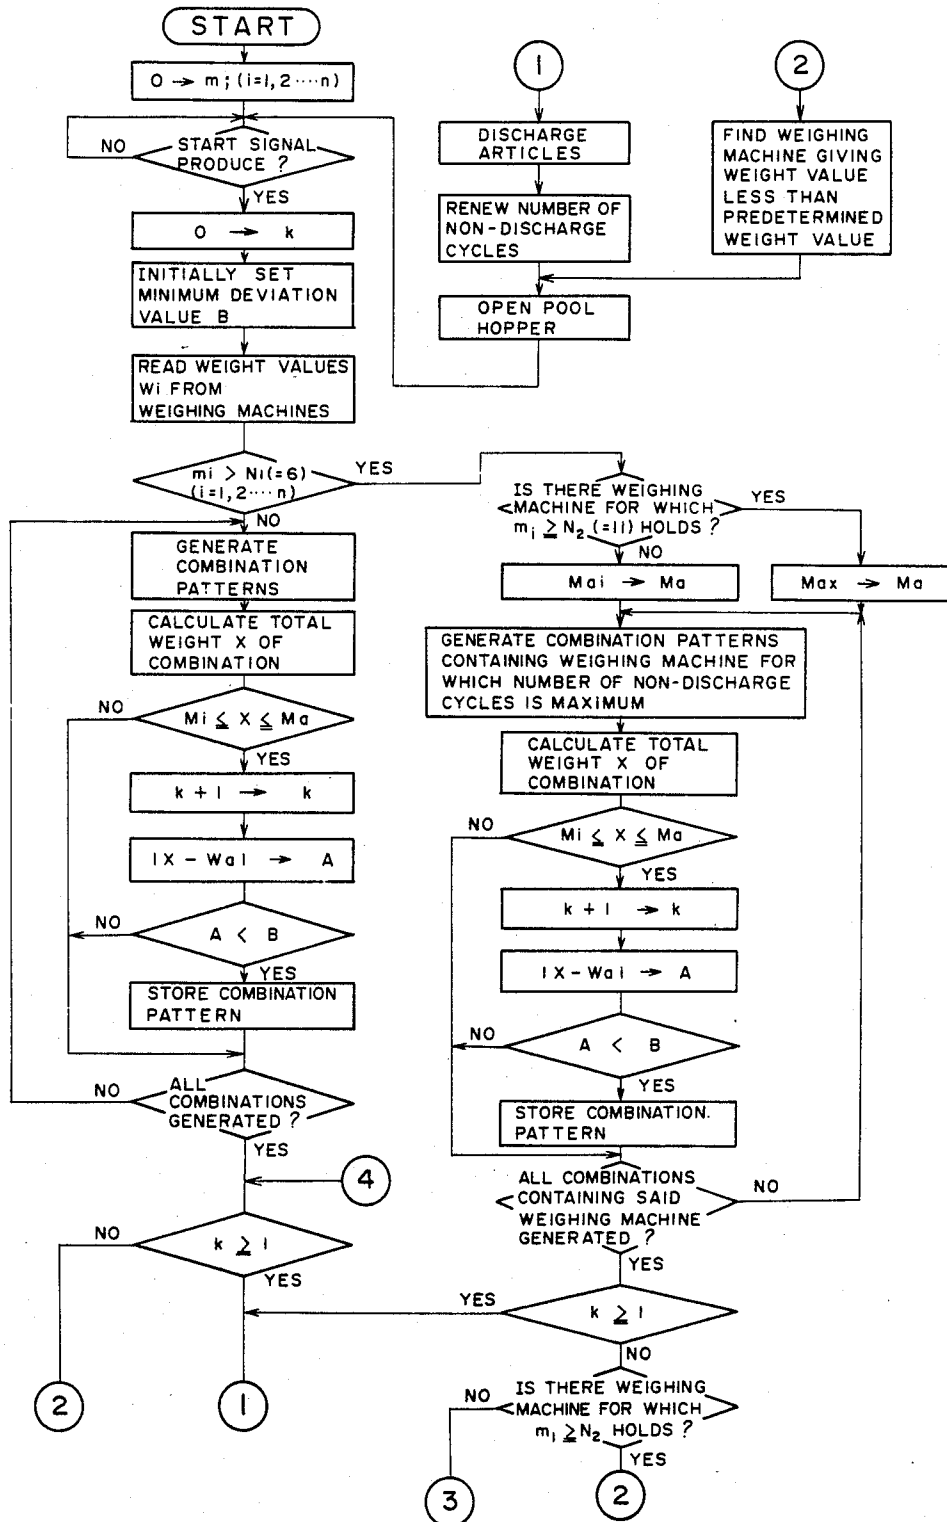 START
O → m; (i=1, 2 ···· n)
START SIGNAL
PRODUCE ?
NO
YES
O → k
INITIALLY SET
MINIMUM DEVIATION
VALUE B
READ WEIGHT VALUES
Wi FROM
WEIGHING MACHINES
mi > Ni (=6)
(i=1, 2 ···· n)
YES
NO
GENERATE
COMBINATION
PATTERNS
CALCULATE TOTAL
WEIGHT X OF
COMBINATION
NO
Mi ≦ X ≦ Ma
YES
k + 1 → k
|X - Wa| → A
NO
A < B
YES
STORE COMBINATION
PATTERN
NO
ALL
COMBINATIONS
GENERATED ?
YES
4
NO
k ≧ 1
YES
2
1
1
DISCHARGE
ARTICLES
RENEW NUMBER OF
NON-DISCHARGE
CYCLES
OPEN POOL
HOPPER
2
FIND WEIGHING
MACHINE GIVING
WEIGHT VALUE
LESS THAN
PREDETERMINED
WEIGHT VALUE
IS THERE WEIGHING
MACHINE FOR WHICH
mi ≧ N2 (=11) HOLDS ?
YES
NO
Mai → Ma
Max → Ma
GENERATE COMBINATION PATTERNS
CONTAINING WEIGHING MACHINE FOR
WHICH NUMBER OF NON-DISCHARGE
CYCLES IS MAXIMUM
CALCULATE TOTAL
WEIGHT X OF
COMBINATION
NO
Mi ≦ X ≦ Ma
YES
k + 1 → k
|X - Wa| → A
NO
A < B
YES
STORE COMBINATION.
PATTERN
ALL COMBINATIONS
CONTAINING SAID
WEIGHING MACHINE
GENERATED ?
NO
YES
YES
k ≧ 1
NO
NO
IS THERE WEIGHING
MACHINE FOR WHICH
mi ≧ N2 HOLDS ?
YES
3
2